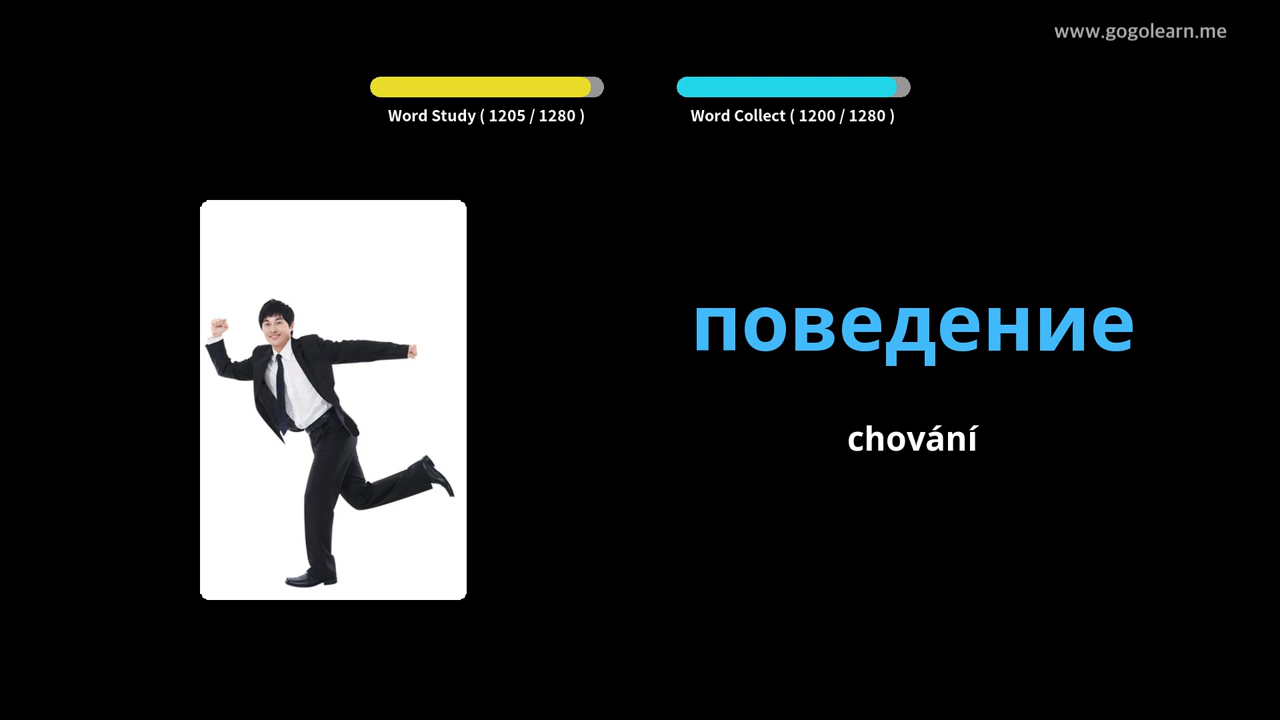 www.gogolearn.me
Word Study ( 1205 / 1280 )
Word Collect ( 1200 / 1280 )
поведение
chování